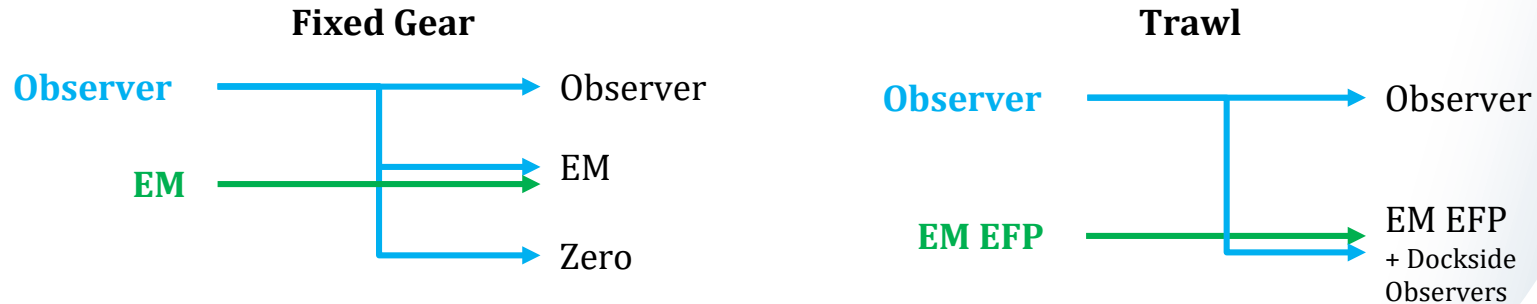 Fixed Gear
Observer
Observer
EM
EM
Zero
Trawl
Observer
Observer
EM EFP
EM EFP
+ Dockside
Observers